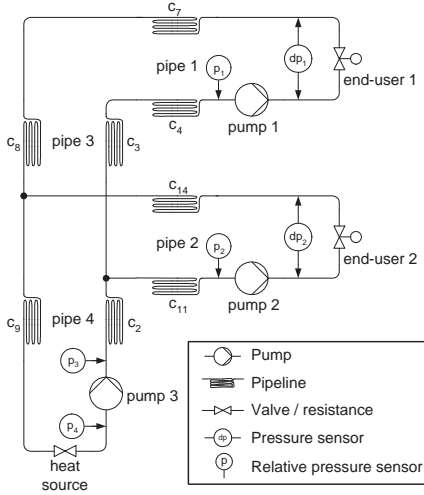 c7
pipe 1
p1
dp1
end-user 1
c4
pump 1
c8
pipe 3
c3
c14
pipe 2
p2
dp2
end-user 2
c11
pump 2
c9
pipe 4
c2
p3
pump 3
p4
heat
source
Pump
Pipeline
Valve / resistance
dp
Pressure sensor
p
Relative pressure sensor